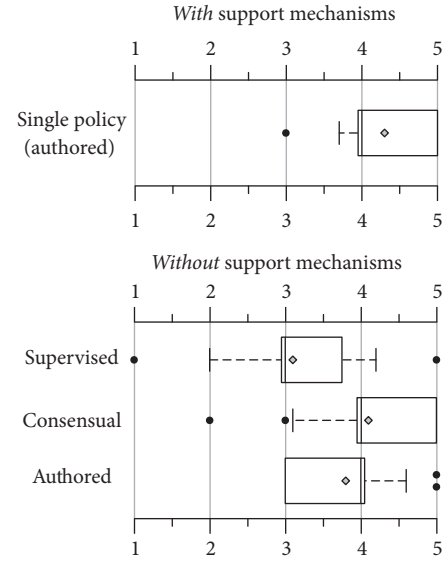 With support mechanisms
1 2 3 4 5
Single policy
(authored)
1 2 3 4 5
Without support mechanisms
1 2 3 4 5
Supervised
Consensual
Authored
1 2 3 4 5